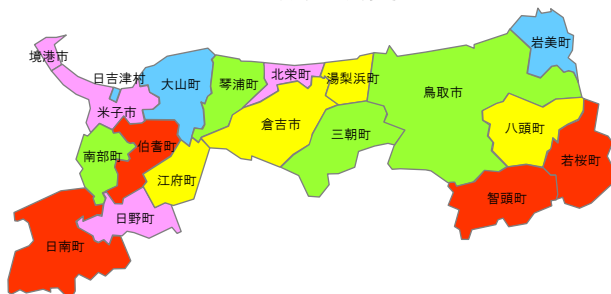 境港市
日吉津村
米子市
大山町
琴浦町
北栄町
湯梨浜町
鳥取市
岩美町
南部町
伯耆町
江府町
倉吉市
三朝町
八頭町
若桜町
智頭町
日野町
日南町